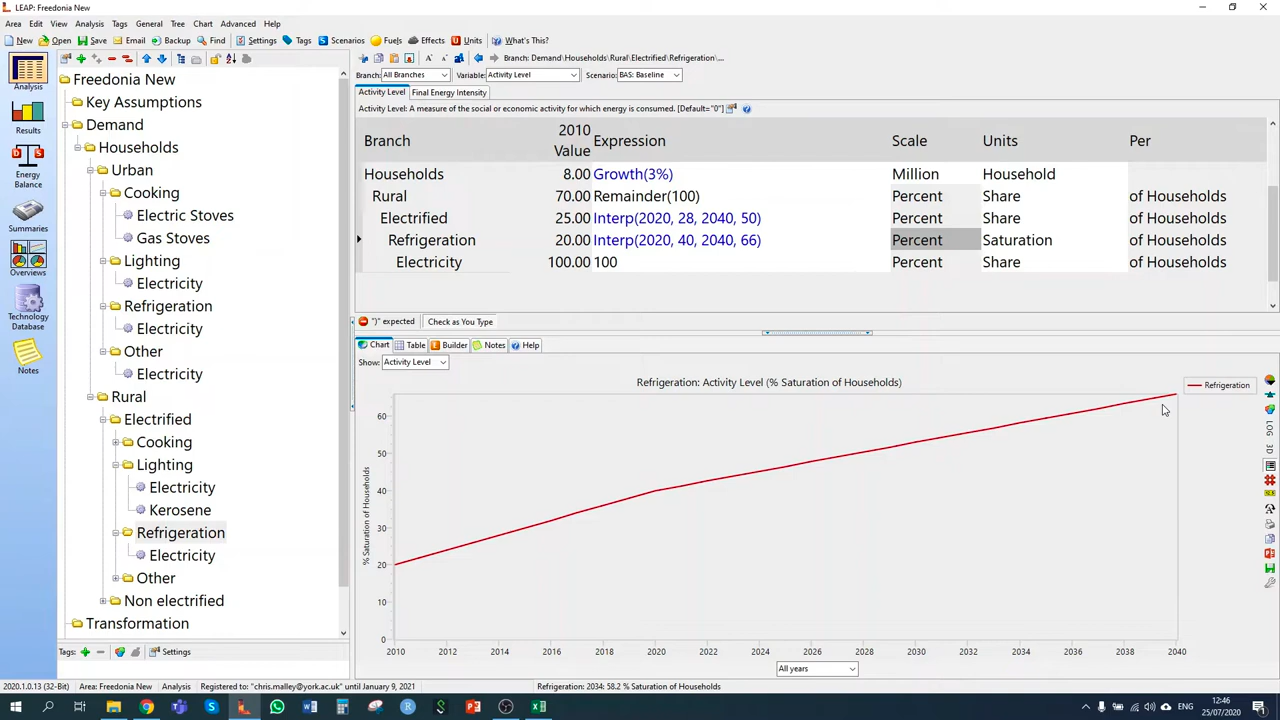 LEAP: Freedonia New
Area Edit View Analysis Tags General Tree Chart Advanced Help
New Open Save Email Backup Find Settings Tags Scenarios Fuels Effects Units What's This?
Analysis
Results
Energy
Balance
Summaries
Overviews
Technology
Database
Notes
Freedonia New
Key Assumptions
Demand
Households
Urban
Cooking
Electric Stoves
Gas Stoves
Lighting
Electricity
Refrigeration
Electricity
Other
Electricity
Rural
Electrified
Cooking
Lighting
Electricity
Kerosene
Refrigeration
Electricity
Other
Non electrified
Transformation
Tags: Settings
Branch: Demand\Households\Rural\Electrified\Refrigeration\...
Branch: All Branches Variable: Activity Level Scenario: BAS: Baseline
Activity Level Final Energy Intensity
Activity Level: A measure of the social or economic activity for which energy is consumed. [Default="0"]
Branch 2010 Value Expression Scale Units Per
Households 8.00 Growth(3%) Million Household
Rural 70.00 Remainder(100) Percent Share of Households
Electrified 25.00 Interp(2020, 28, 2040, 50) Percent Share of Households
Refrigeration 20.00 Interp(2020, 40, 2040, 66) Percent Saturation of Households
Electricity 100.00 100 Percent Share of Households
")" expected Check as You Type
Chart Table Builder Notes Help
Show: Activity Level
Refrigeration: Activity Level (% Saturation of Households)
Refrigeration
% Saturation of Households
60
50
40
30
20
10
0
2010 2012 2014 2016 2018 2020 2022 2024 2026 2028 2030 2032 2034 2036 2038 2040
All years
LOG
3D
2020.1.0.13 (32-Bit) Area: Freedonia New Analysis Registered to: "chris.malley@york.ac.uk" until January 9, 2021 Refrigeration: 2034: 58.2 % Saturation of Households
ENG
12:46
25/07/2020